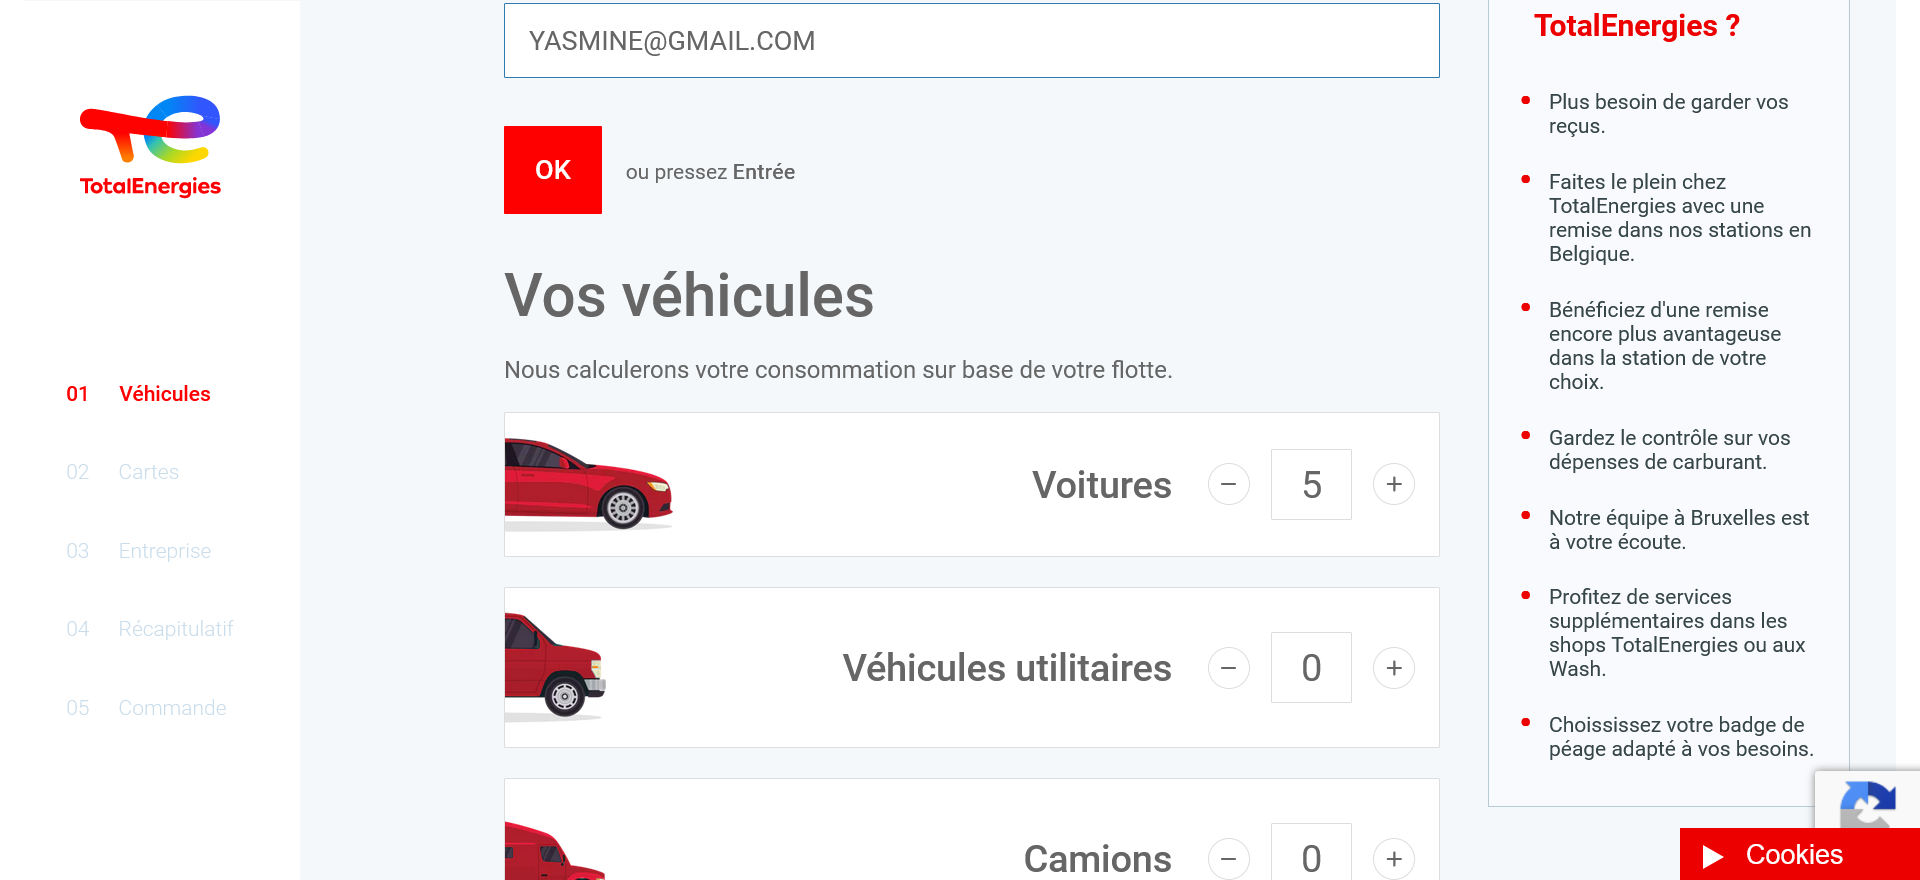 YASMINE@GMAIL.COM
OK
ou pressez Entrée
TotalEnergies
01 Véhicules
02 Cartes
03 Entreprise
04 Récapitulatif
05 Commande
Vos véhicules
Nous calculerons votre consommation sur base de votre flotte.
Voitures − 5 +
Véhicules utilitaires − 0 +
Camions − 0 +
TotalEnergies ?
Plus besoin de garder vos
reçus.
Faites le plein chez
TotalEnergies avec une
remise dans nos stations en
Belgique.
Bénéficiez d'une remise
encore plus avantageuse
dans la station de votre
choix.
Gardez le contrôle sur vos
dépenses de carburant.
Notre équipe à Bruxelles est
à votre écoute.
Profitez de services
supplémentaires dans les
shops TotalEnergies ou aux
Wash.
Choississez votre badge de
péage adapté à vos besoins.
Cookies